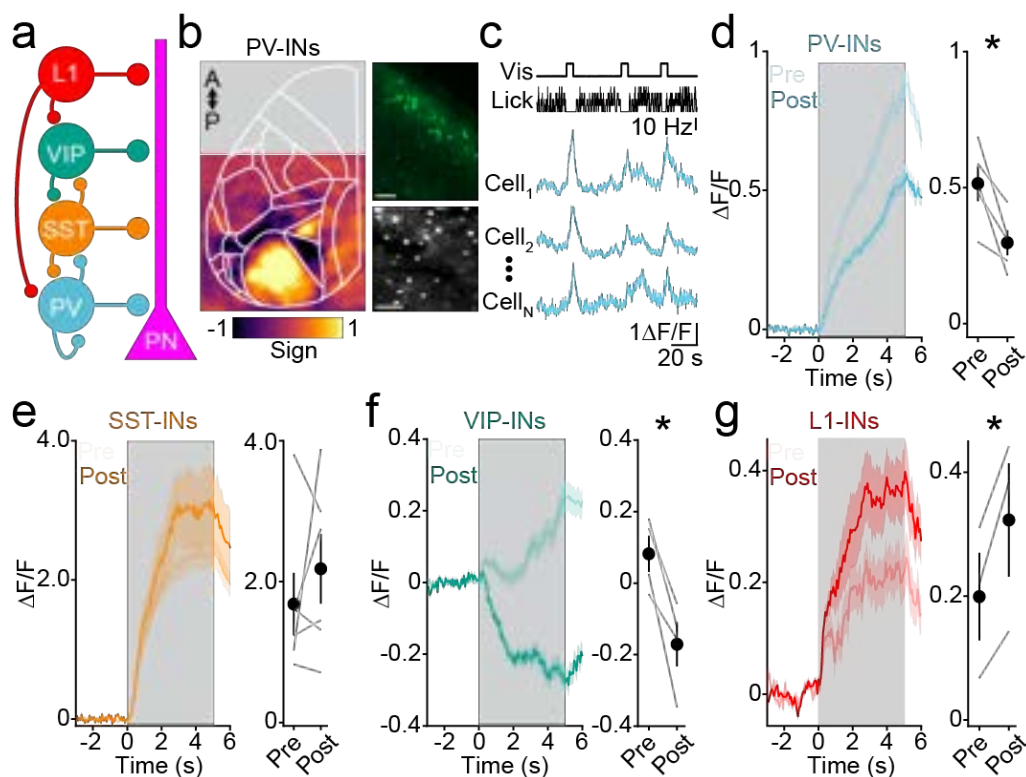 a
L1
VIP
SST
PV
PN
b
PV-INs
A
P
-1
1
Sign
c
Vis
Lick
10 Hz
Cell1
Cell2
CellN
1ΔF/F
20 s
d
PV-INs
Pre
Post
ΔF/F
1
0.5
0
-2 0 2 4 6
Time (s)
*
1
0.5
0
Pre
Post
e
SST-INs
Pre
Post
ΔF/F
4.0
2.0
0
-2 0 2 4 6
Time (s)
4.0
2.0
0
Pre
Post
f
VIP-INs
Pre
Post
ΔF/F
0.4
0.2
0
-0.2
-0.4
-2 0 2 4 6
Time (s)
*
0.4
0.2
0
-0.2
-0.4
Pre
Post
g
L1-INs
Pre
Post
ΔF/F
0.4
0.2
0
-2 0 2 4 6
Time (s)
*
0.4
0.2
0
Pre
Post